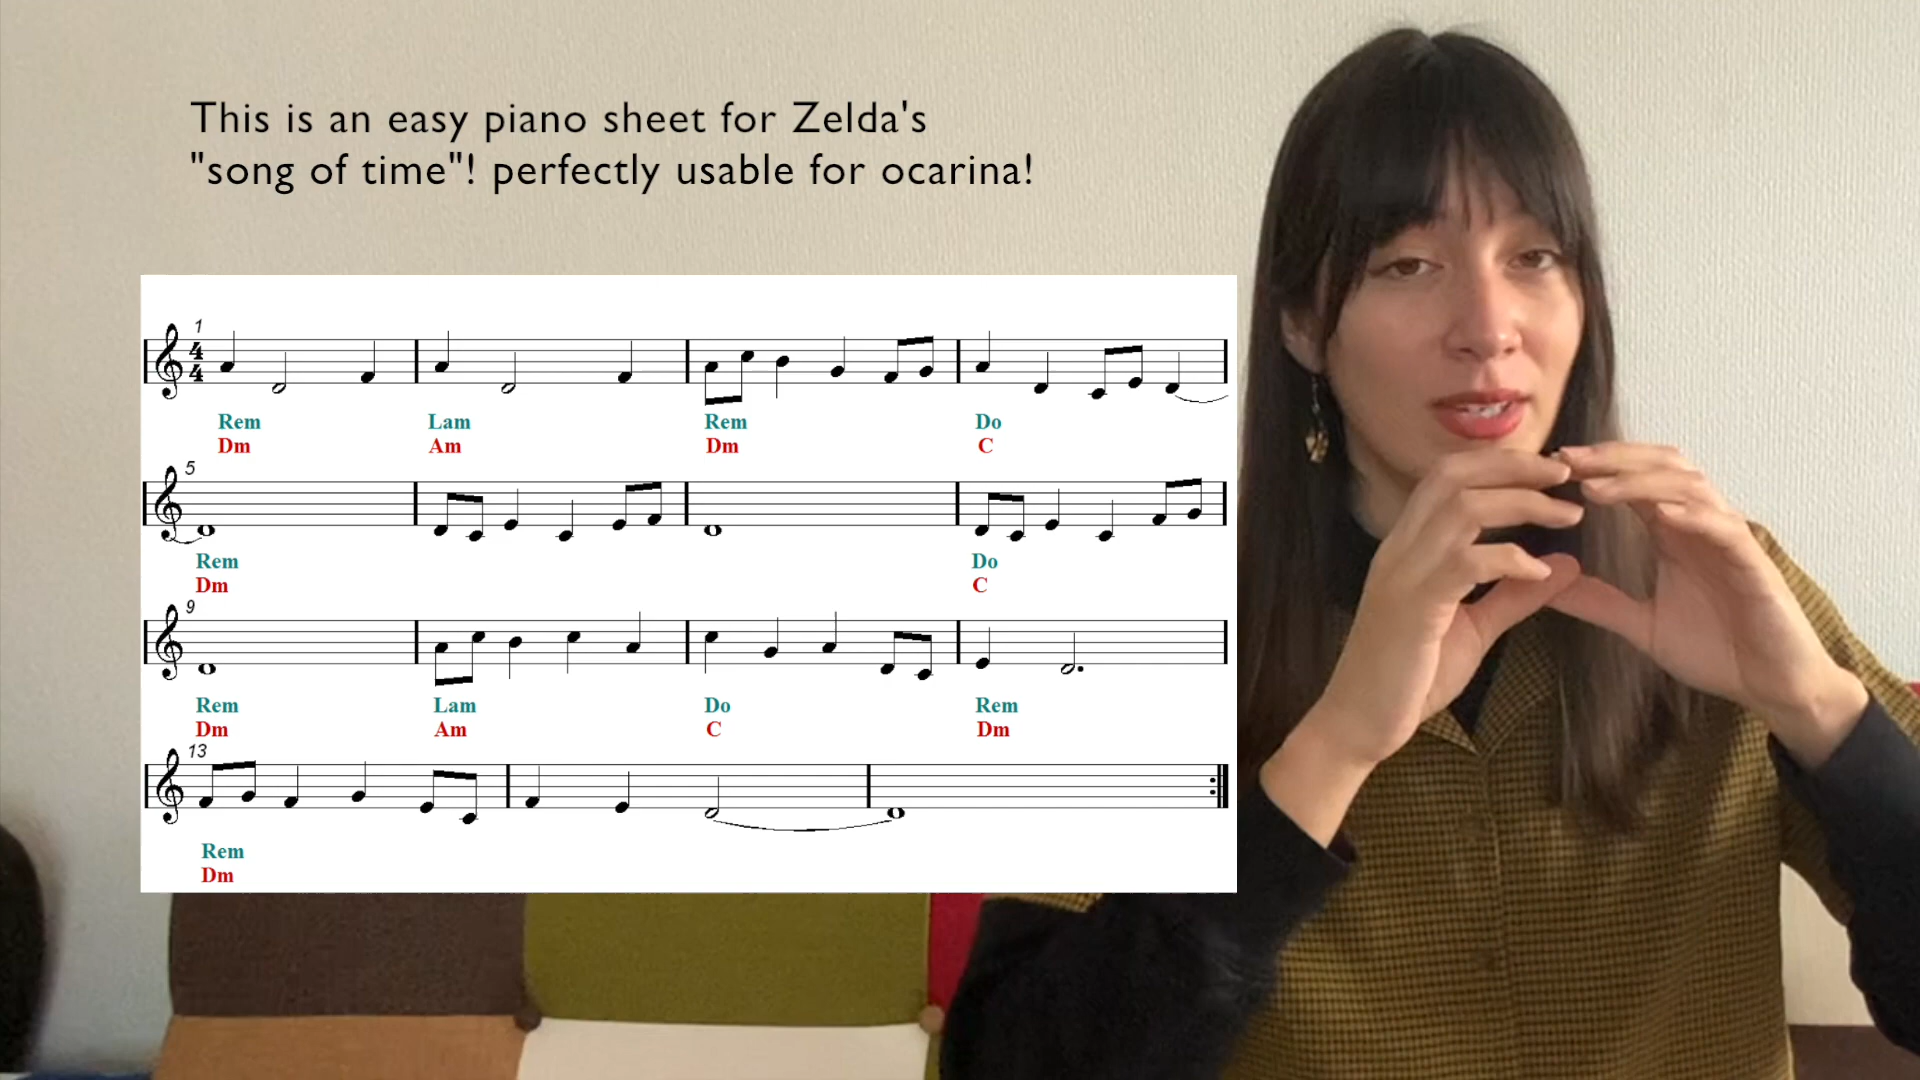 This is an easy piano sheet for Zelda's
"song of time"! perfectly usable for ocarina!
1
4
4
Rem Lam Rem Do
Dm Am Dm C
5
Rem Do
Dm C
9
Rem Lam Do Rem
Dm Am C Dm
13
Rem
Dm